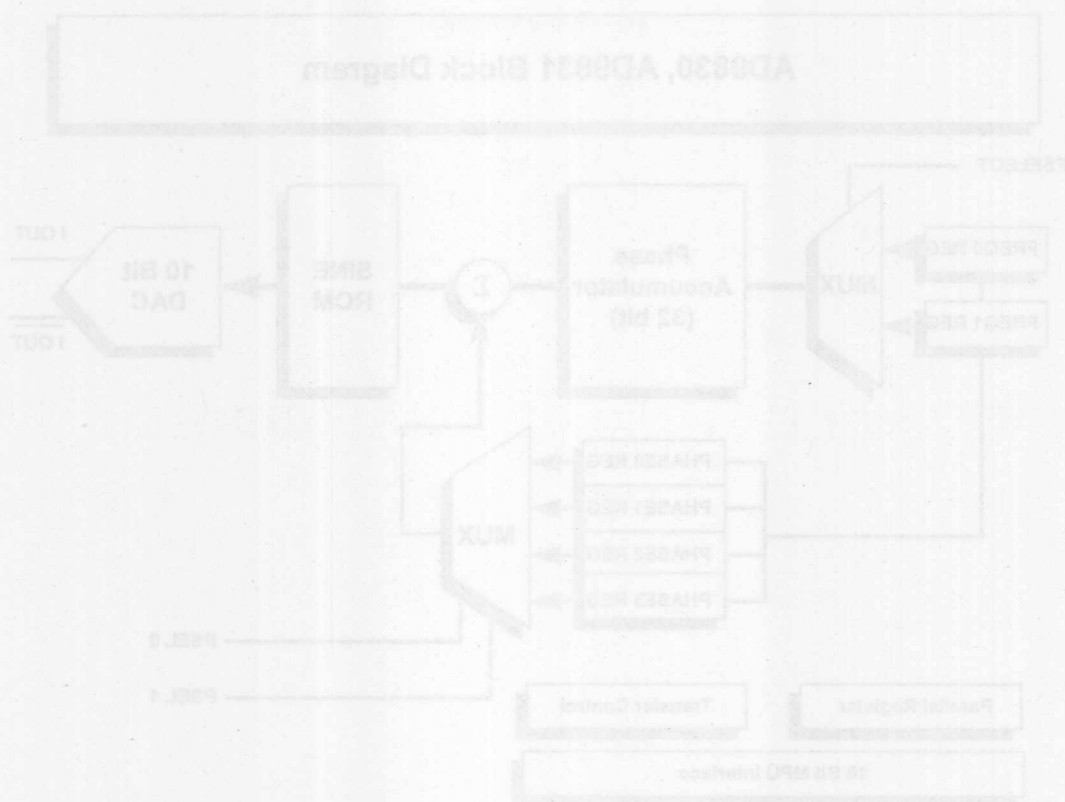 AD9830, AD9831 Block Diagram
FSELECT
FREQ0 REG
FREQ1 REG
MUX
Phase
Accumulator
(32 bit)
Σ
SINE
ROM
10 Bit
DAC
I OUT
I OUT
PHASE0 REG
PHASE1 REG
PHASE2 REG
PHASE3 REG
MUX
PSEL 0
PSEL 1
Parallel Register
Transfer Control
16 Bit MPU Interface